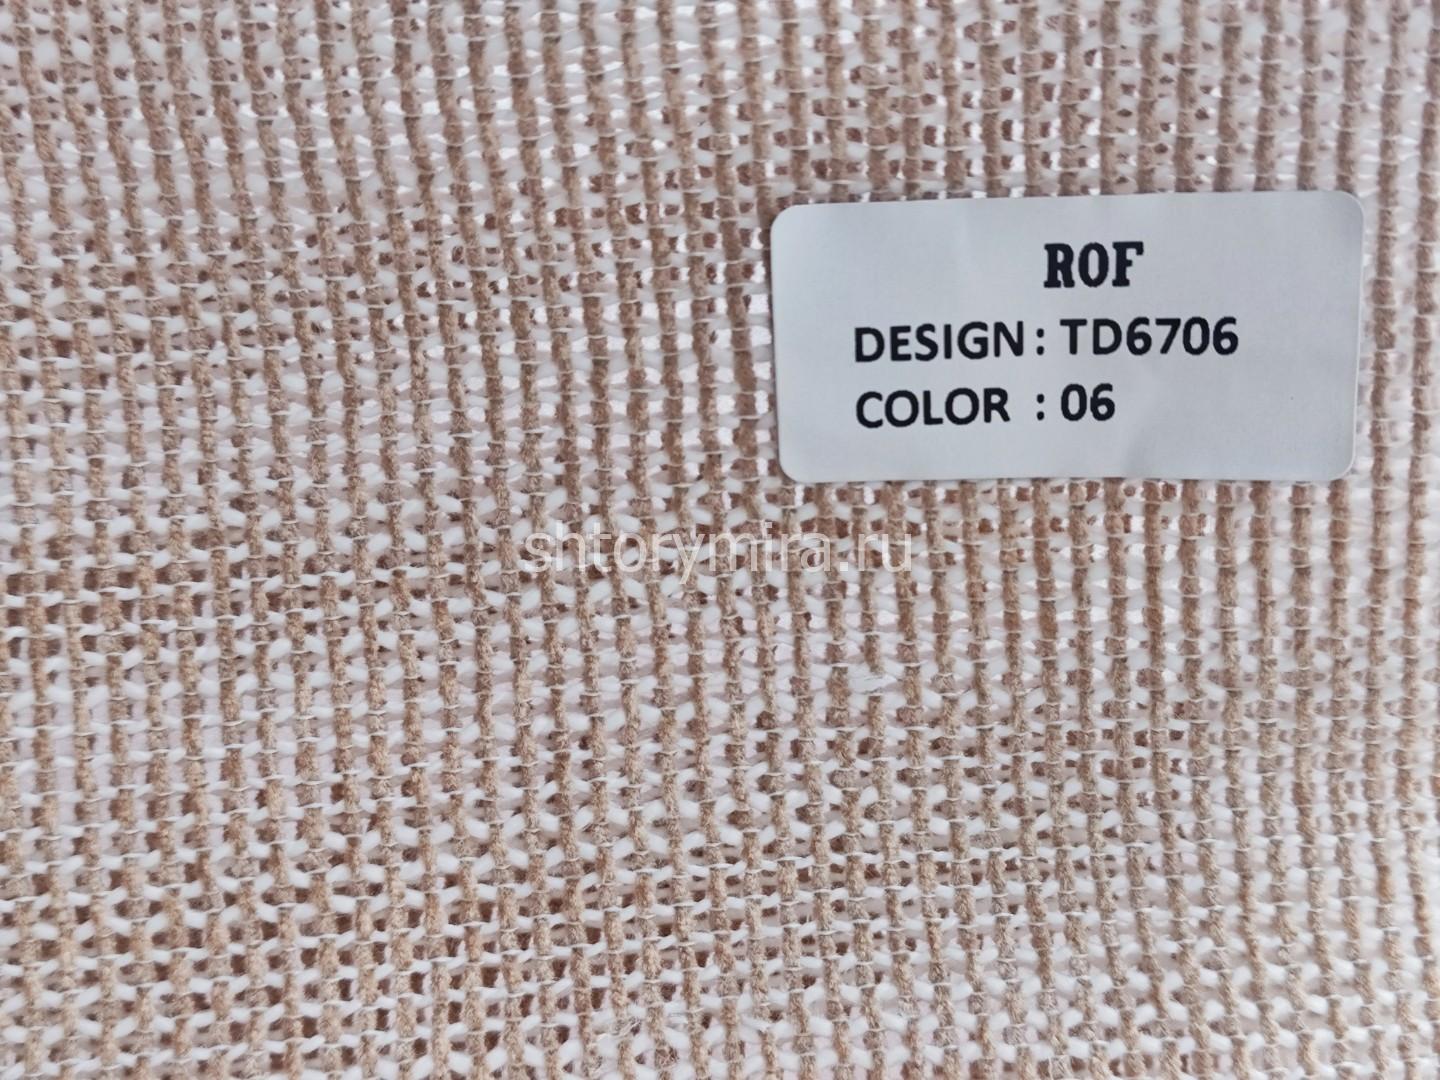 ROF
DESIGN: TD6706
COLOR : 06
shtorymira.ru